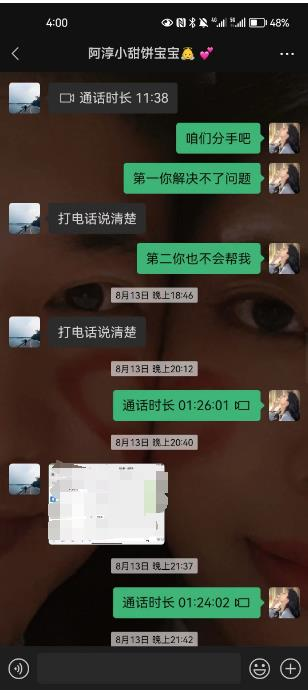 4:00
48%
阿淳小甜饼宝宝👸💕
通话时长 11:38
咱们分手吧
第一你解决不了问题
打电话说清楚
第二你也不会帮我
8月13日 晚上18:46
打电话说清楚
8月13日 晚上20:12
通话时长 01:26:01
8月13日 晚上20:40
8月13日 晚上21:37
通话时长 01:24:02
8月13日 晚上21:42